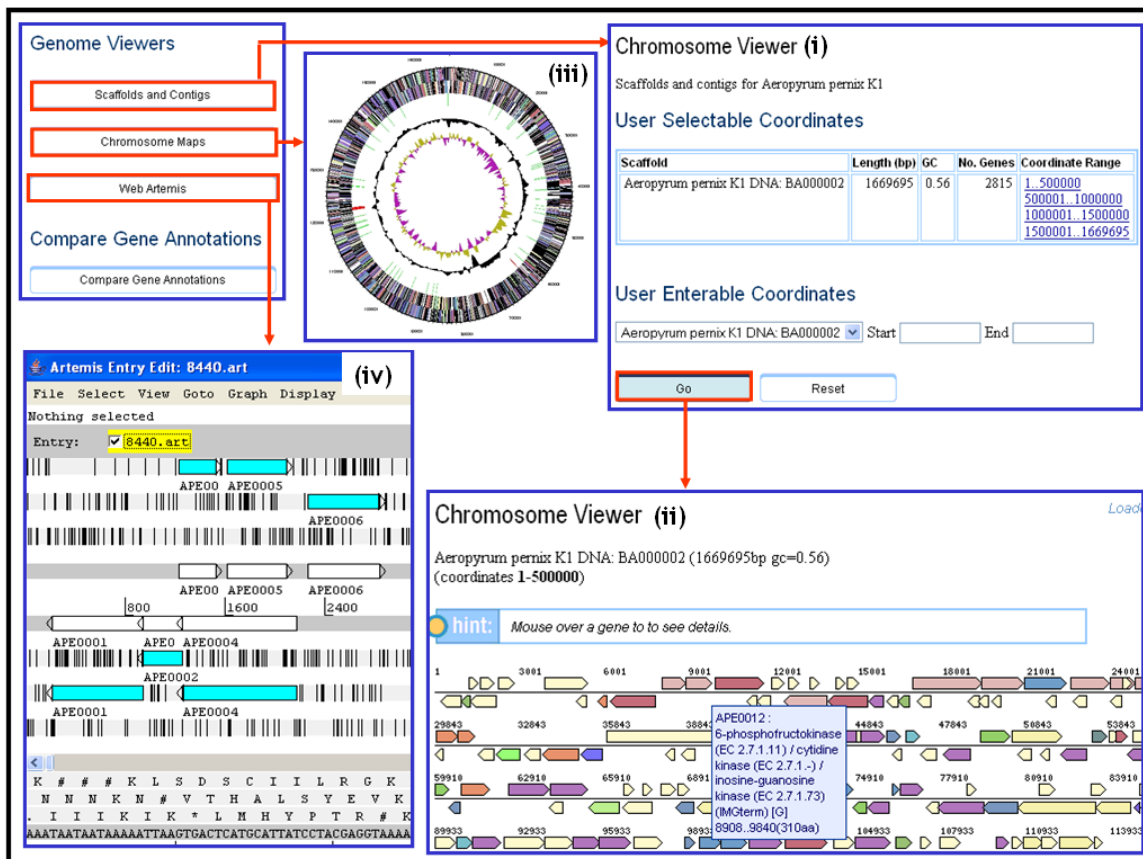 Genome Viewers
Scaffolds and Contigs
Chromosome Maps
Web Artemis
Compare Gene Annotations
Compare Gene Annotations
(iii)
Chromosome Viewer (i)
Scaffolds and contigs for Aeropyrum pernix K1
User Selectable Coordinates
Scaffold Length (bp) GC No. Genes Coordinate Range
Aeropyrum pernix K1 DNA: BA000002 1669695 0.56 2815 1..500000
500001..1000000
1000001..1500000
1500001..1669695
User Enterable Coordinates
Aeropyrum pernix K1 DNA: BA000002 Start End
Go Reset
Artemis Entry Edit: 8440.art (iv)
File Select View Goto Graph Display
Nothing selected
Entry: 8440.art
APE00 APE0005
APE0006
APE00 APE0005 APE0006
800 1600 2400
APE0001 APE0 APE0004
APE0002
APE0001 APE0004
K # # # K L S D S C I I L R G K
N N N K N # V T H A L S Y E V K
. I I I K I K * L M H Y P T R # K
AAATAATAATAAAAATTAAGTGACTCATGCATTATCCTACGAGGTAAAA
Chromosome Viewer (ii)
Loade
Aeropyrum pernix K1 DNA: BA000002 (1669695bp gc=0.56)
(coordinates 1-500000)
hint: Mouse over a gene to to see details.
1 3001 6001 9001 12001 15001 18001 21001 24001
29843 32843 35843 38843 44843 47843 50843 53843
59910 62910 65910 6891 74910 77910 80910 83910
89933 92933 95933 98933 104933 107933 110933 113933
APE0012 :
6-phosphofructokinase
(EC 2.7.1.11) / cytidine
kinase (EC 2.7.1.-) /
inosine-guanosine
kinase (EC 2.7.1.73)
(IMGterm) [G]
8908..9840(310aa)